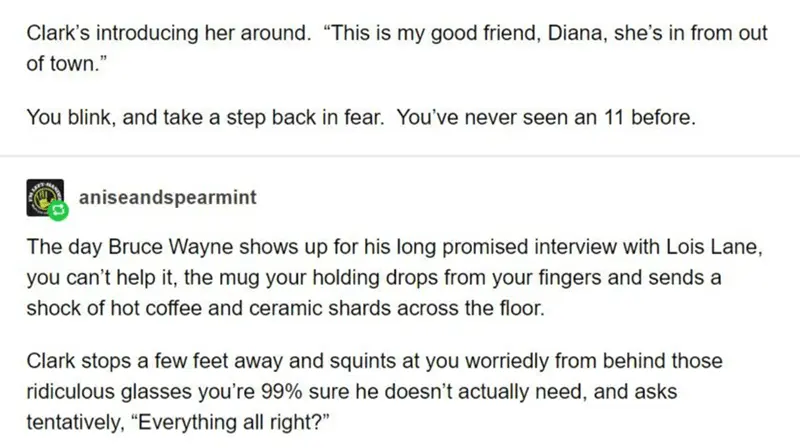 Clark’s introducing her around.  “This is my good friend, Diana, she’s in from out
of town.”
You blink, and take a step back in fear.  You’ve never seen an 11 before.
aniseandspearmint
The day Bruce Wayne shows up for his long promised interview with Lois Lane,
you can’t help it, the mug your holding drops from your fingers and sends a
shock of hot coffee and ceramic shards across the floor.
Clark stops a few feet away and squints at you worriedly from behind those
ridiculous glasses you’re 99% sure he doesn’t actually need, and asks
tentatively, “Everything all right?”